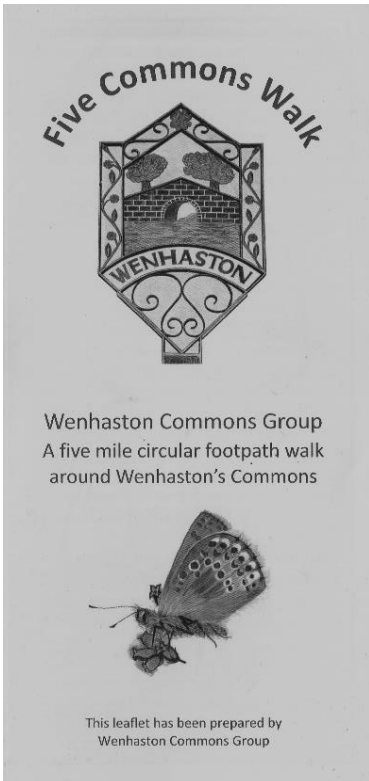 Five Commons Walk
WENHASTON
Wenhaston Commons Group
A five mile circular footpath walk
around Wenhaston's Commons
This leaflet has been prepared by
Wenhaston Commons Group